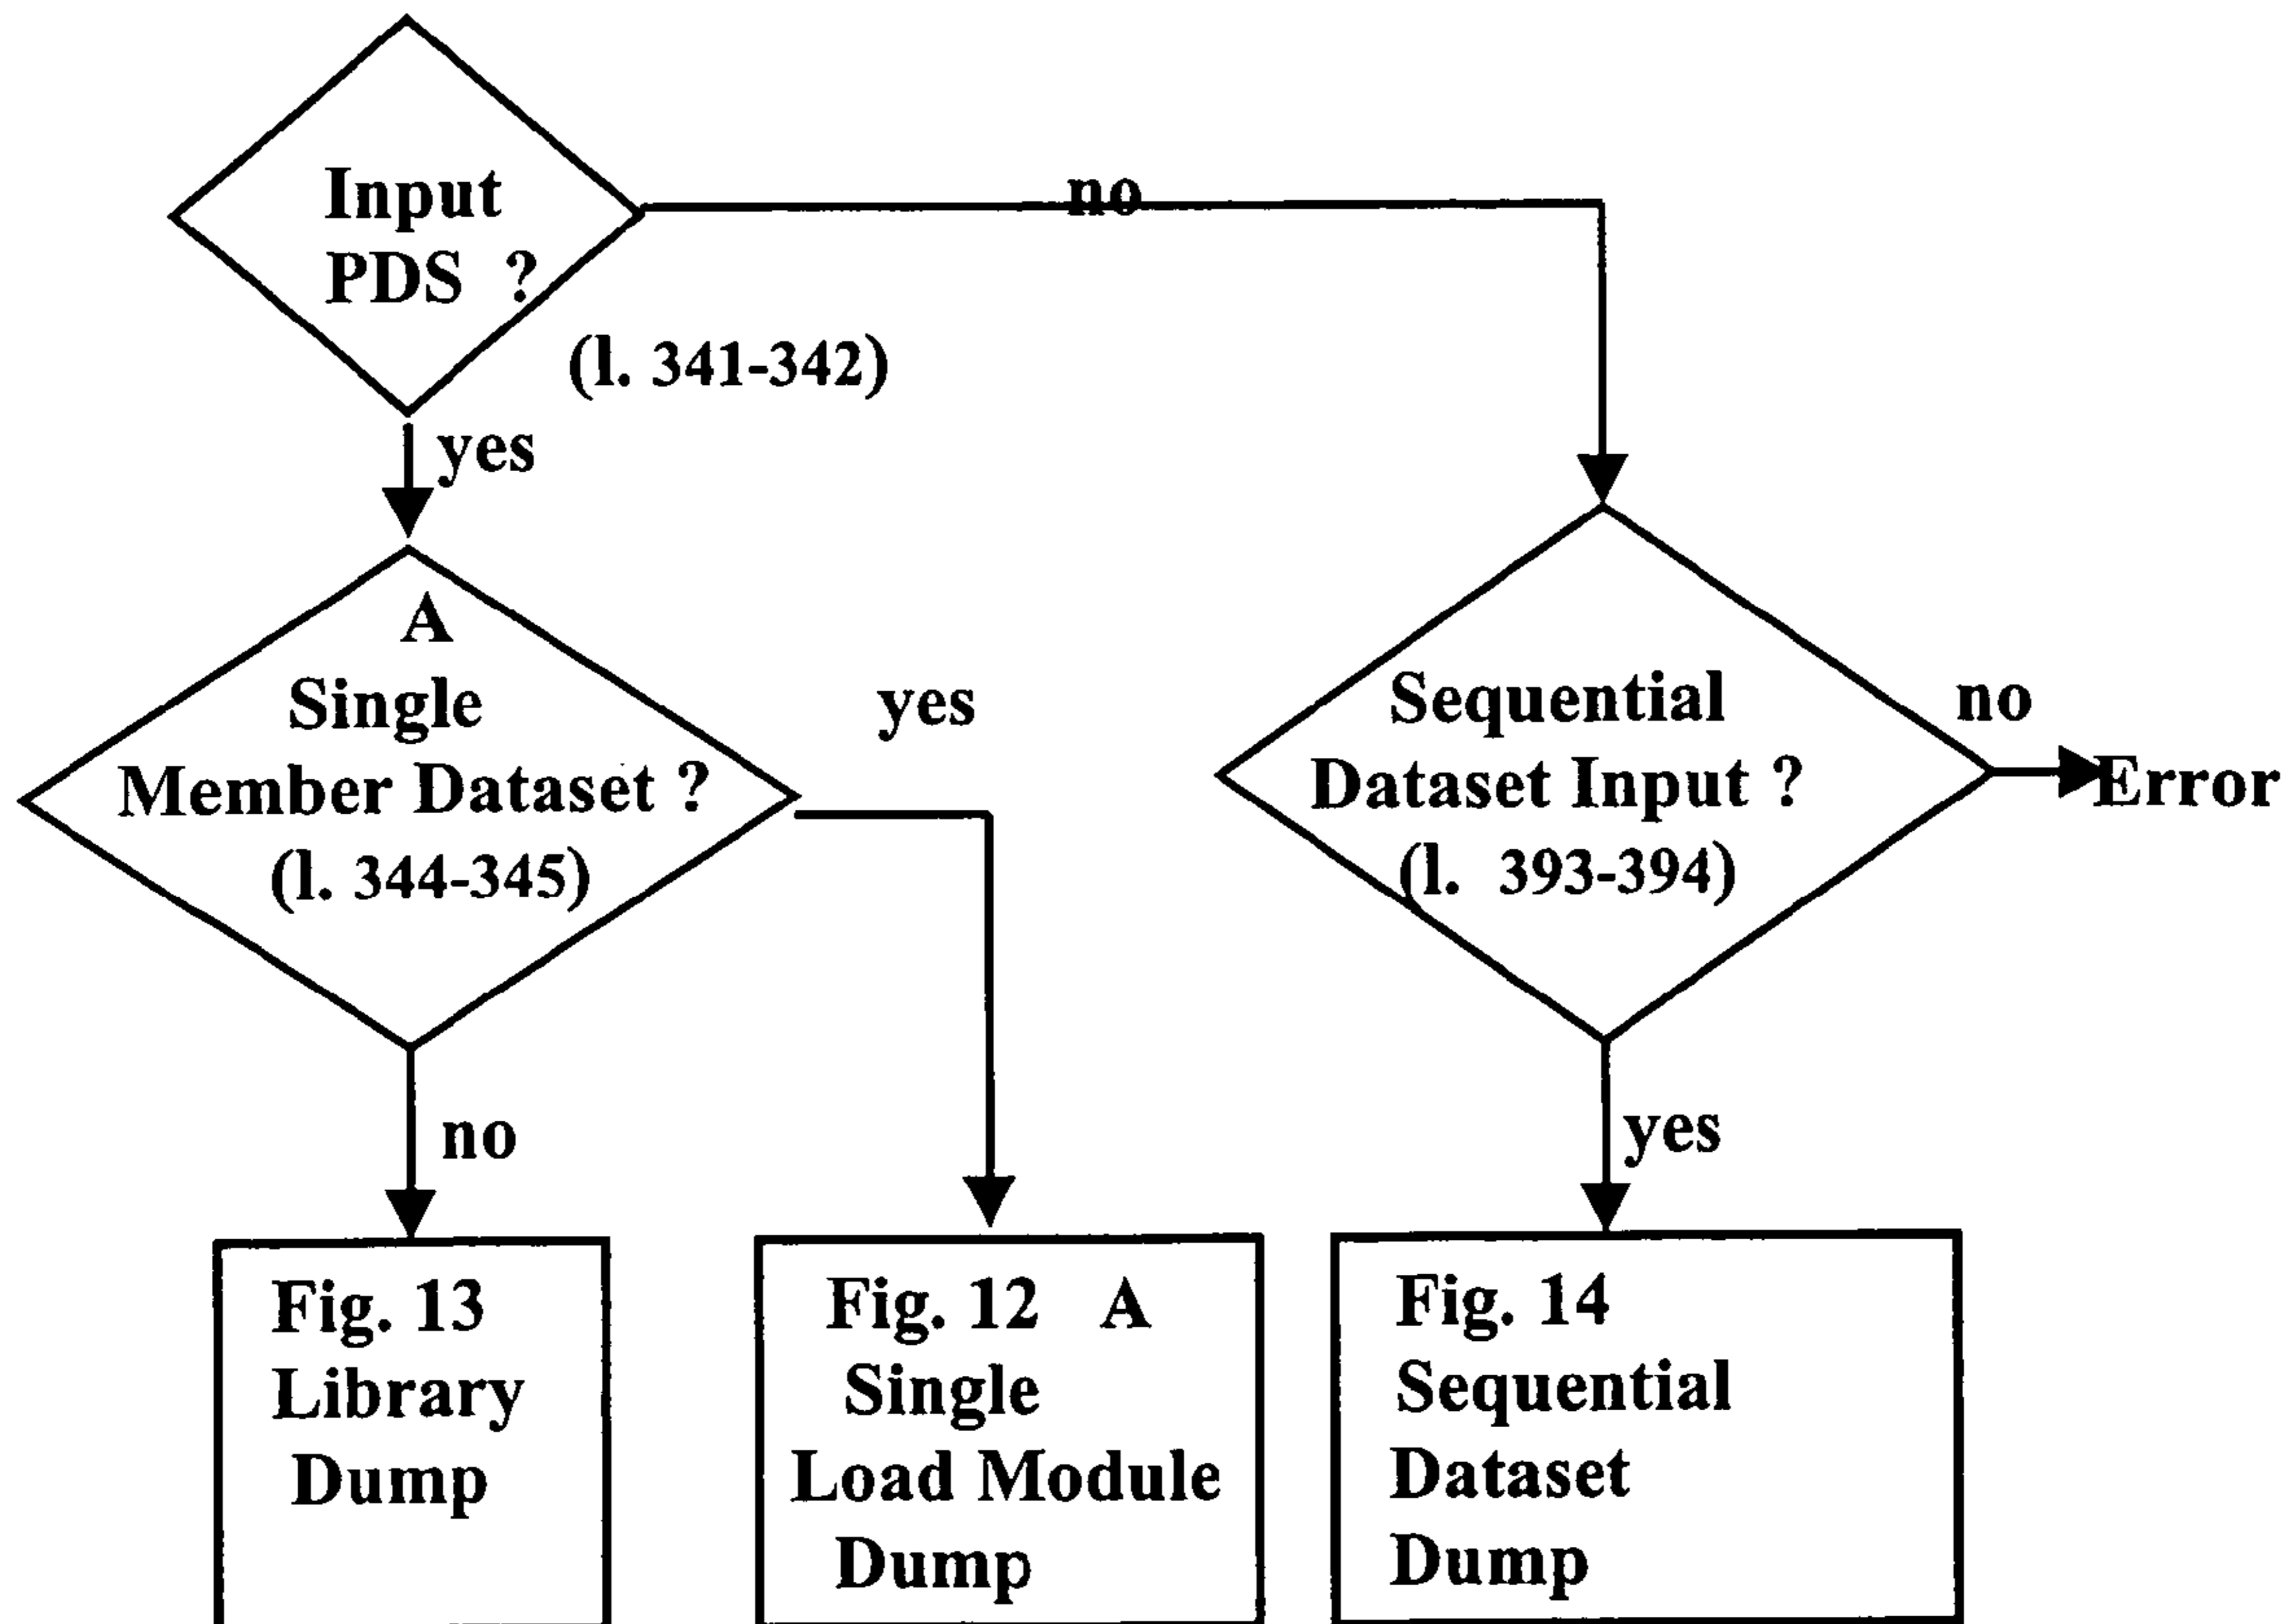 Input
PDS ?
(l. 341-342)
no
yes
A
Single
Member Dataset ?
(l. 344-345)
yes
no
Sequential
Dataset Input ?
(l. 393-394)
no
Error
yes
Fig. 13
Library
Dump
Fig. 12 A
Single
Load Module
Dump
Fig. 14
Sequential
Dataset
Dump